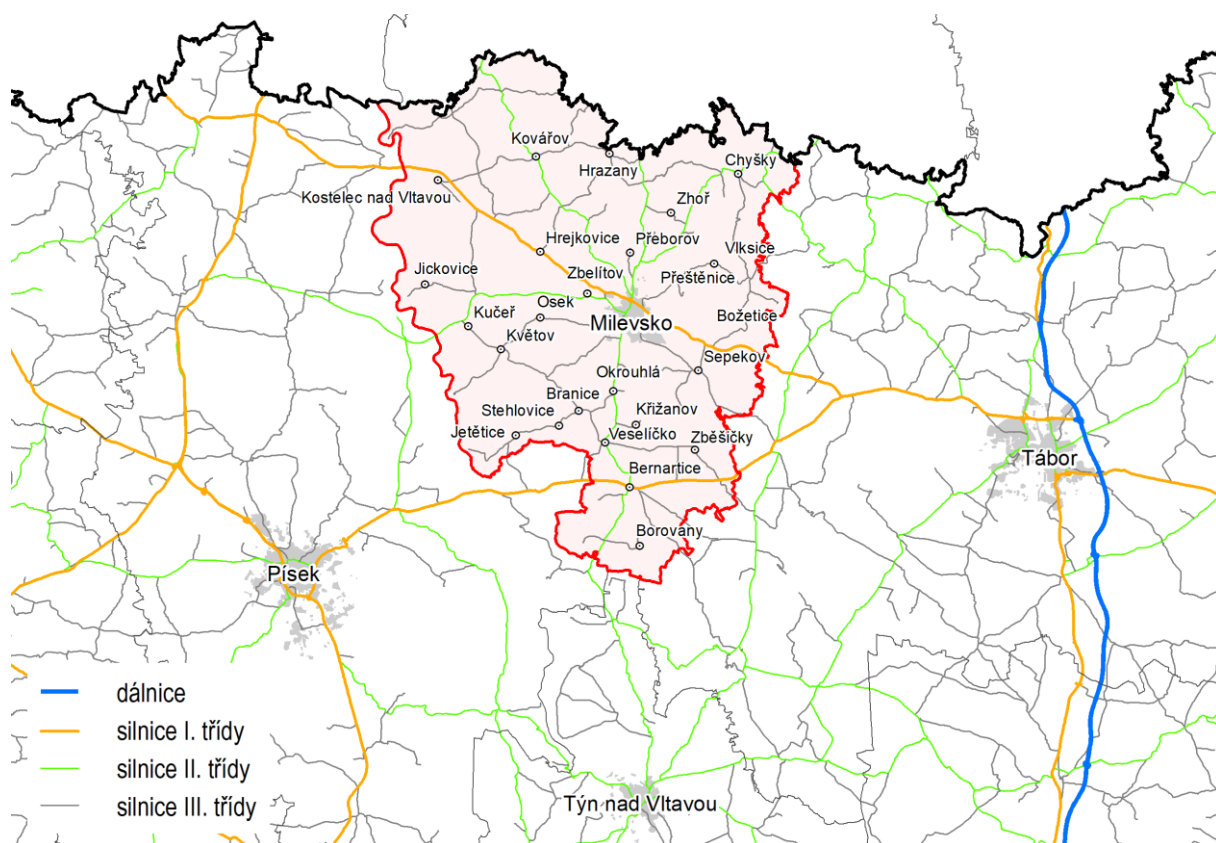 Kovářov
Hrazany
Chyšky
Kostelec nad Vltavou
Zhoř
Hrejkovice
Přeborov
Vlksice
Zbelítov
Přeštěnice
Jickovice
Osek
Kučeř
Milevsko
Božetice
Květov
Sepekov
Okrouhlá
Branice
Stehlovice
Křižanov
Jetětice
Veselíčko
Zběšičky
Tábor
Bernartice
Borovany
Písek
dálnice
silnice I. třídy
silnice II. třídy
silnice III. třídy
Týn nad Vltavou